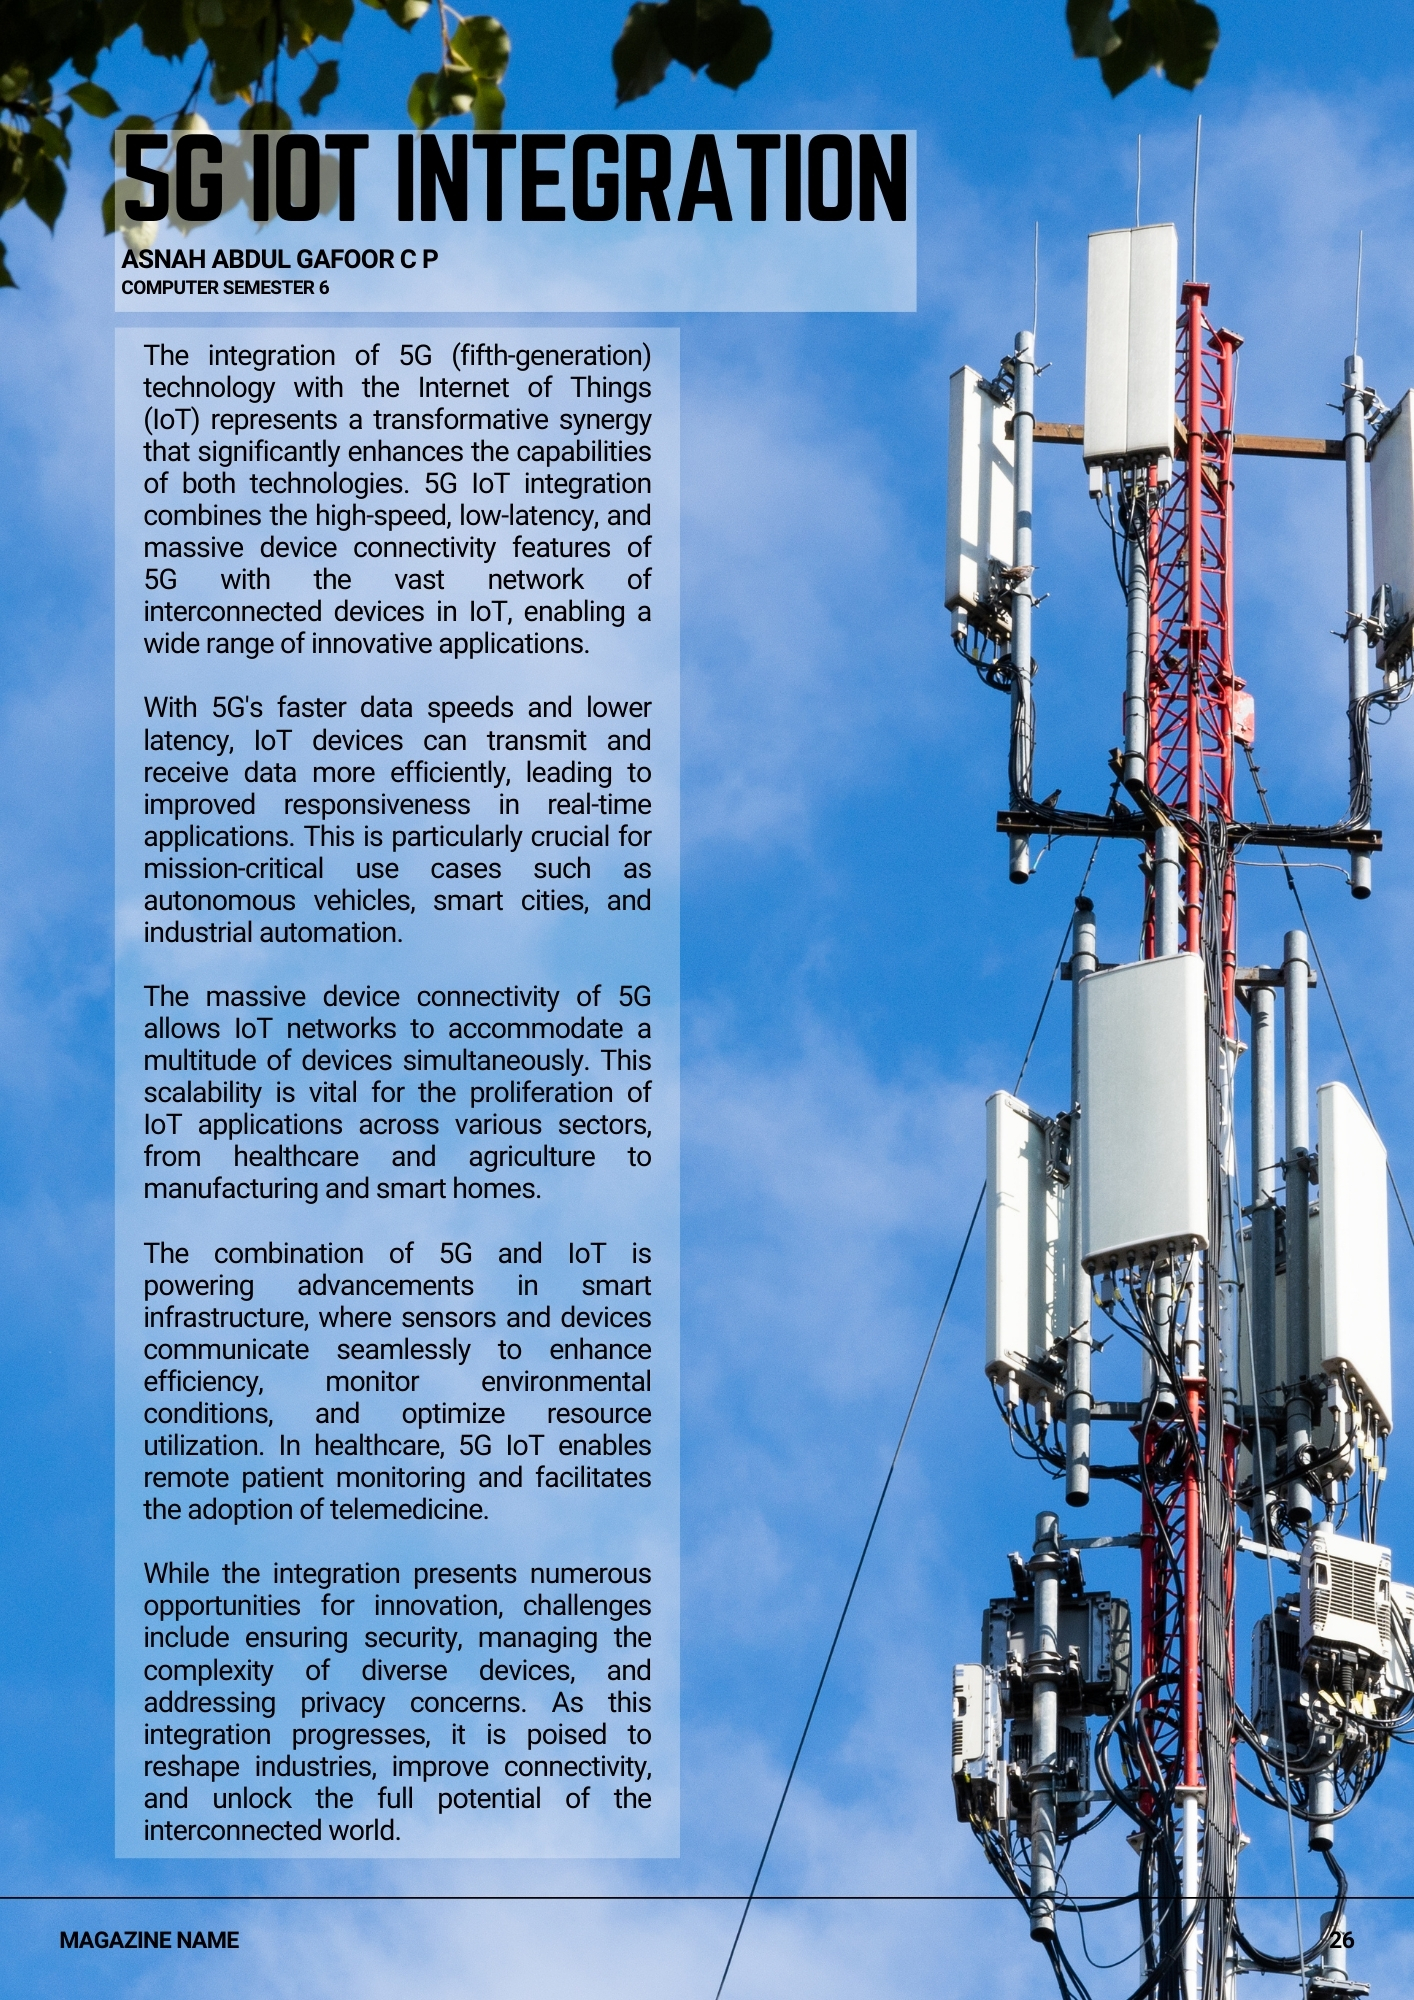 5G IOT INTEGRATION
ASNAH ABDUL GAFOOR C P
COMPUTER SEMESTER 6
The integration of 5G (fifth-generation)
technology with the Internet of Things
(IoT) represents a transformative synergy
that significantly enhances the capabilities
of both technologies. 5G IoT integration
combines the high-speed, low-latency, and
massive device connectivity features of
5G with the vast network of
interconnected devices in IoT, enabling a
wide range of innovative applications.
With 5G's faster data speeds and lower
latency, IoT devices can transmit and
receive data more efficiently, leading to
improved responsiveness in real-time
applications. This is particularly crucial for
mission-critical use cases such as
autonomous vehicles, smart cities, and
industrial automation.
The massive device connectivity of 5G
allows IoT networks to accommodate a
multitude of devices simultaneously. This
scalability is vital for the proliferation of
IoT applications across various sectors,
from healthcare and agriculture to
manufacturing and smart homes.
The combination of 5G and IoT is
powering advancements in smart
infrastructure, where sensors and devices
communicate seamlessly to enhance
efficiency, monitor environmental
conditions, and optimize resource
utilization. In healthcare, 5G IoT enables
remote patient monitoring and facilitates
the adoption of telemedicine.
While the integration presents numerous
opportunities for innovation, challenges
include ensuring security, managing the
complexity of diverse devices, and
addressing privacy concerns. As this
integration progresses, it is poised to
reshape industries, improve connectivity,
and unlock the full potential of the
interconnected world.
MAGAZINE NAME
26